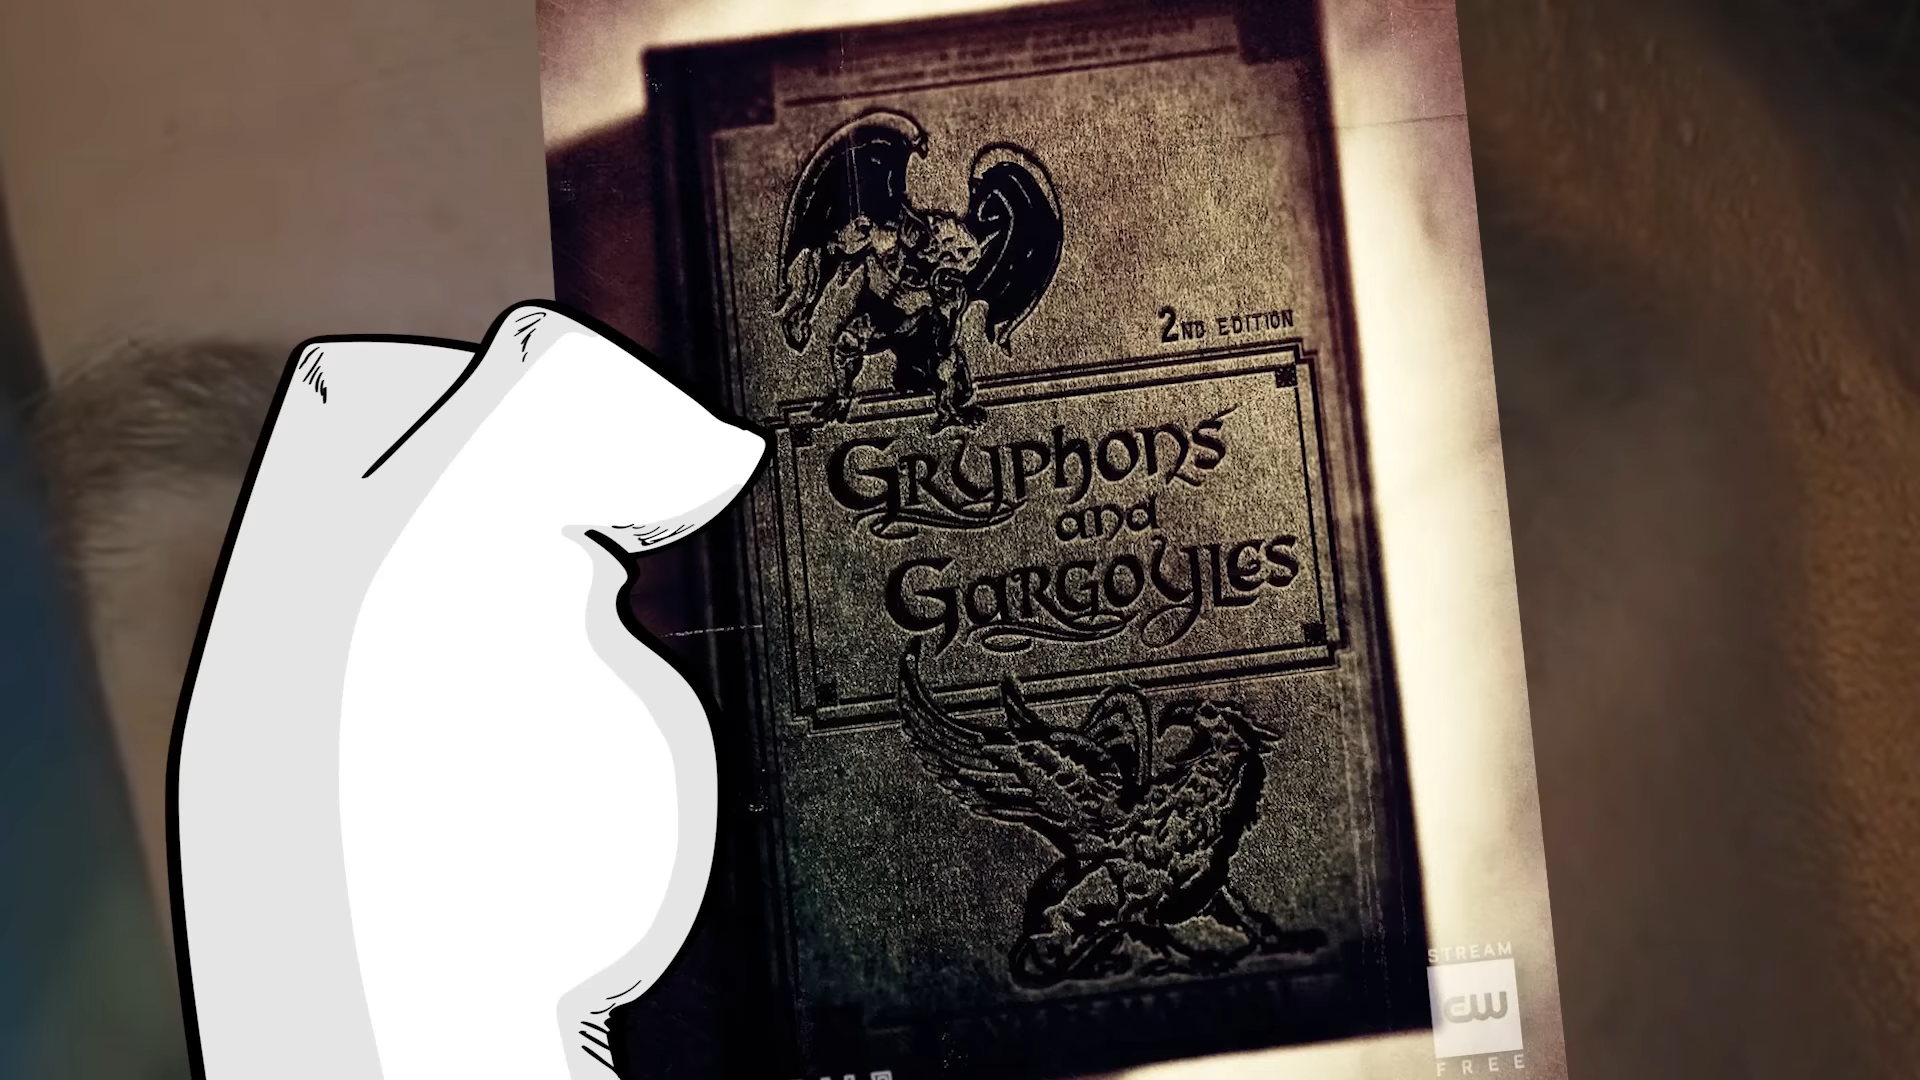 2ND EDITION
GRYPHONS
and
GARGOYLES
STREAM
CW
FREE